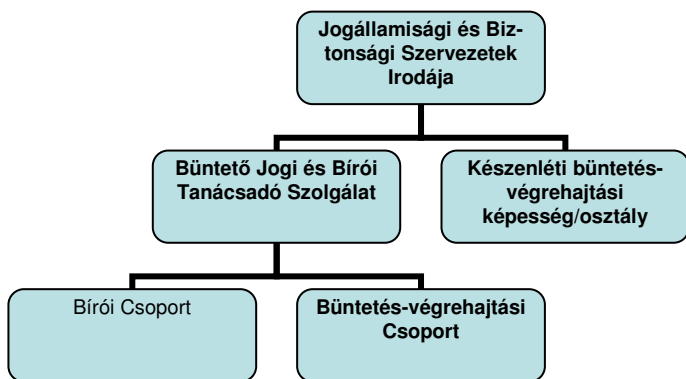 Jogállamisági és Biz-
tonsági Szervezetek
Irodája
Büntető Jogi és Bírói
Tanácsadó Szolgálat
Készenléti büntetés-
végrehajtási
képesség/osztály
Bírói Csoport
Büntetés-végrehajtási
Csoport